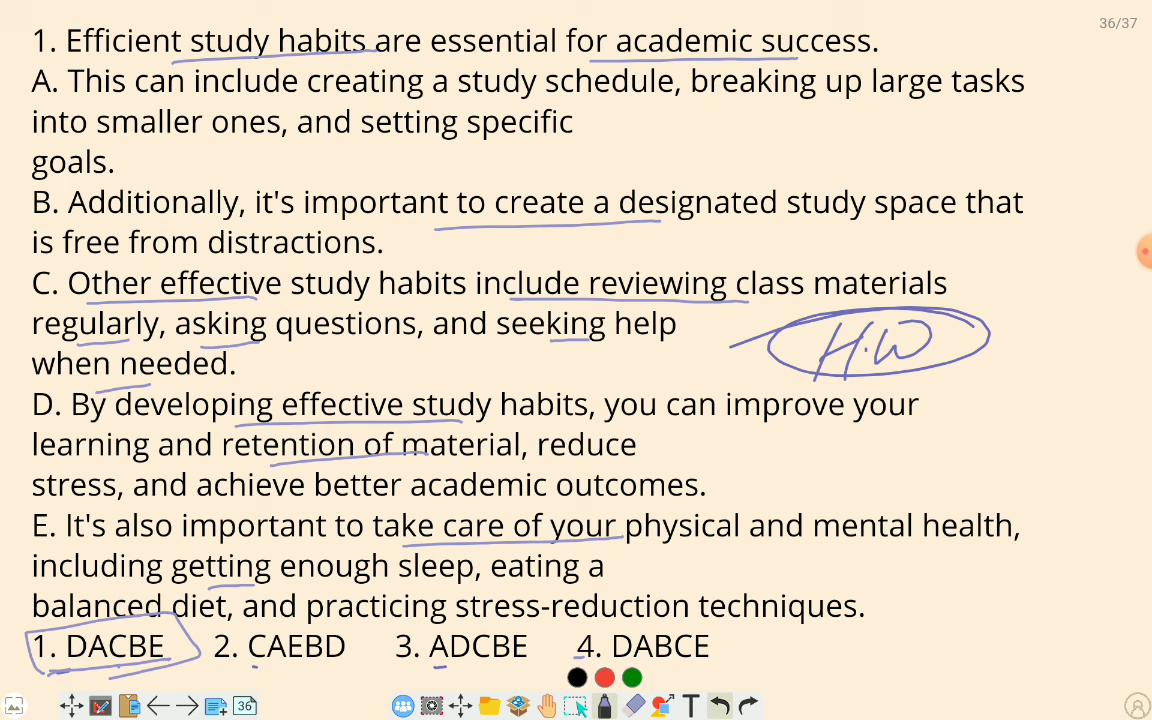 36/37
1. Efficient study habits are essential for academic success.
A. This can include creating a study schedule, breaking up large tasks
into smaller ones, and setting specific
goals.
B. Additionally, it's important to create a designated study space that
is free from distractions.
C. Other effective study habits include reviewing class materials
regularly, asking questions, and seeking help
when needed.
H.W
D. By developing effective study habits, you can improve your
learning and retention of material, reduce
stress, and achieve better academic outcomes.
E. It's also important to take care of your physical and mental health,
including getting enough sleep, eating a
balanced diet, and practicing stress-reduction techniques.
1. DACBE 2. CAEBD 3. ADCBE 4. DABCE
36